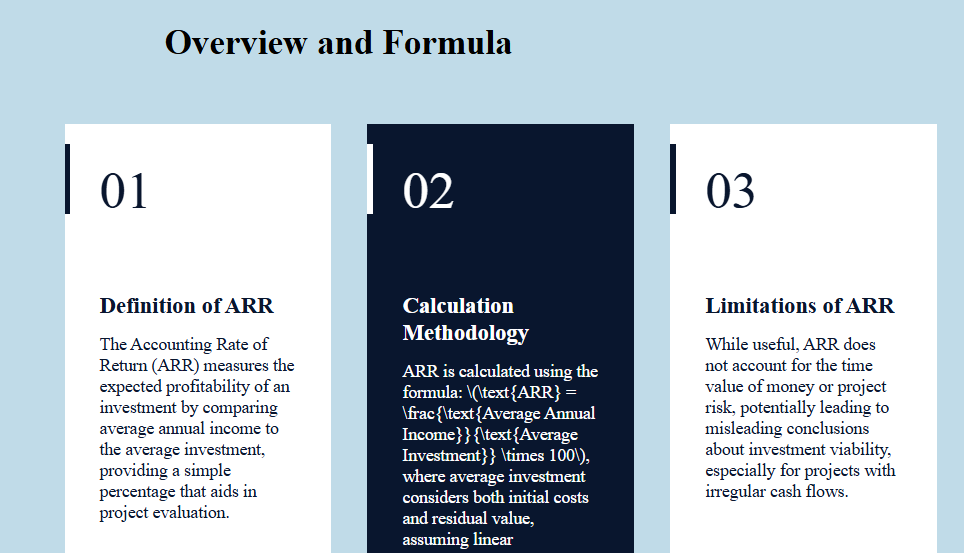 Overview and Formula
01
Definition of ARR
The Accounting Rate of
Return (ARR) measures the
expected profitability of an
investment by comparing
average annual income to
the average investment,
providing a simple
percentage that aids in
project evaluation.
02
Calculation
Methodology
ARR is calculated using the
formula: \(\text{ARR} =
\frac{\text{Average Annual
Income}}{\text{Average
Investment}} \times 100\),
where average investment
considers both initial costs
and residual value,
assuming linear
03
Limitations of ARR
While useful, ARR does
not account for the time
value of money or project
risk, potentially leading to
misleading conclusions
about investment viability,
especially for projects with
irregular cash flows.